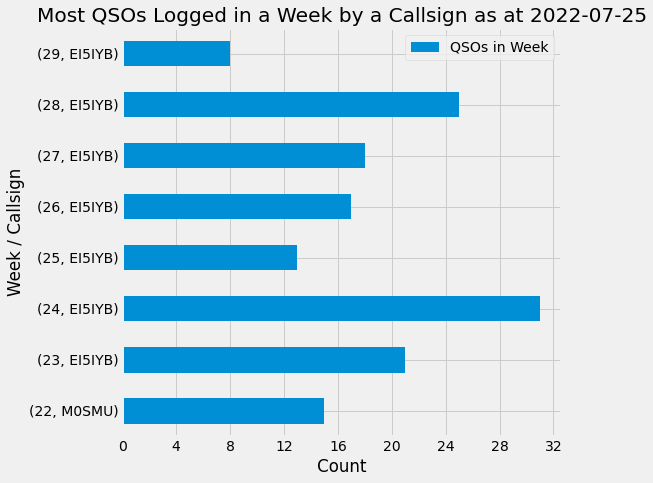 Most QSOs Logged in a Week by a Callsign as at 2022-07-25
QSOs in Week
Week / Callsign
(29, EI5IYB)
(28, EI5IYB)
(27, EI5IYB)
(26, EI5IYB)
(25, EI5IYB)
(24, EI5IYB)
(23, EI5IYB)
(22, M0SMU)
0 4 8 12 16 20 24 28 32
Count